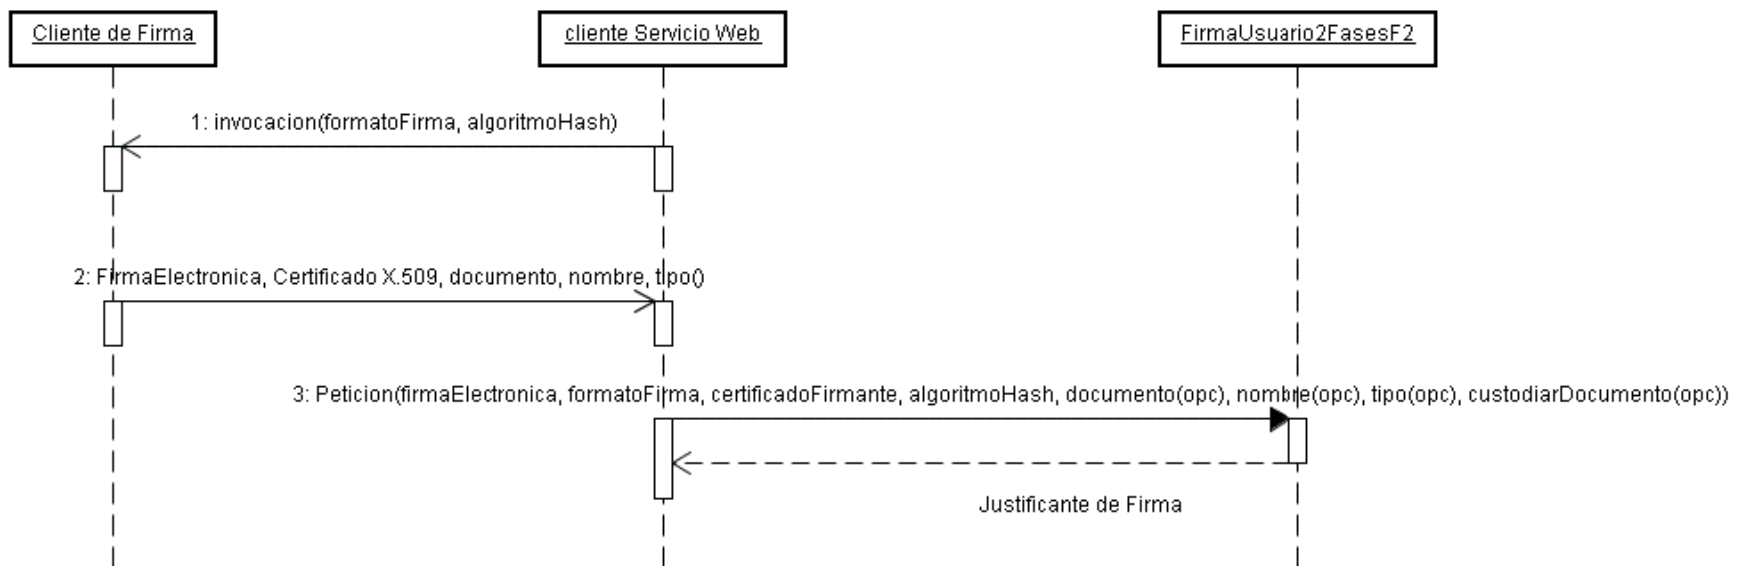 Cliente de Firma
cliente Servicio Web
FirmaUsuario2FasesF2
1: invocacion(formatoFirma, algoritmoHash)
2: FirmaElectronica, Certificado X.509, documento, nombre, tipo()
3: Peticion(firmaElectronica, formatoFirma, certificadoFirmante, algoritmoHash, documento(opc), nombre(opc), tipo(opc), custodiarDocumento(opc))
Justificante de Firma